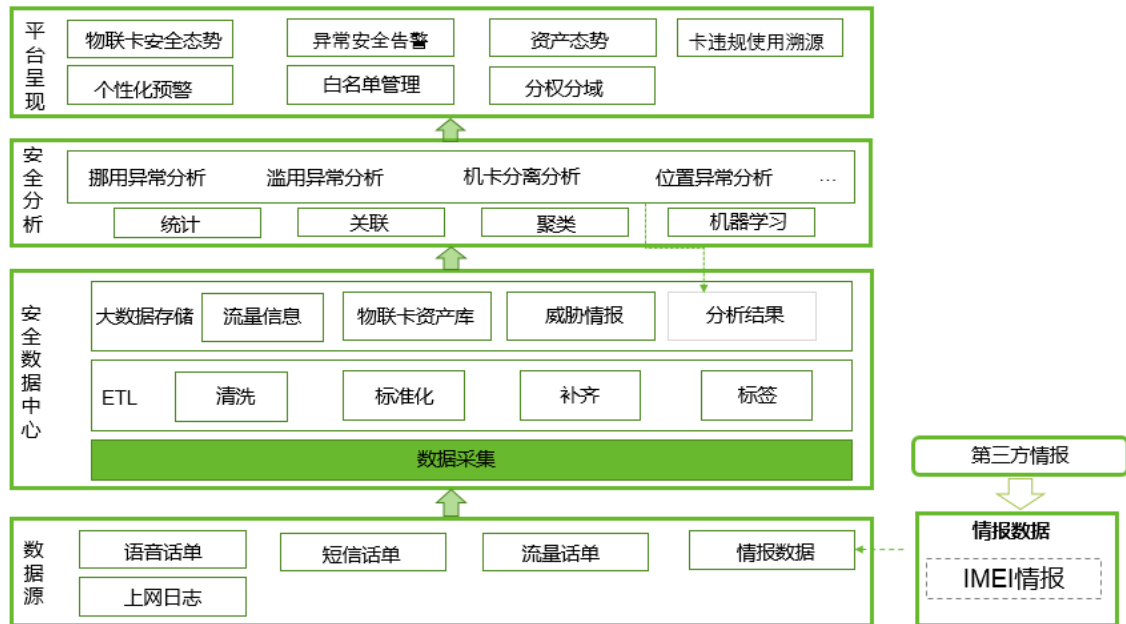 平台呈现
物联卡安全态势
异常安全告警
资产态势
卡违规使用溯源
个性化预警
白名单管理
分权分域
安全分析
挪用异常分析
滥用异常分析
机卡分离分析
位置异常分析
...
统计
关联
聚类
机器学习
安全数据中心
大数据存储
流量信息
物联卡资产库
威胁情报
分析结果
ETL
清洗
标准化
补齐
标签
数据采集
第三方情报
数据源
语音话单
短信话单
流量话单
情报数据
上网日志
情报数据
IMEI情报